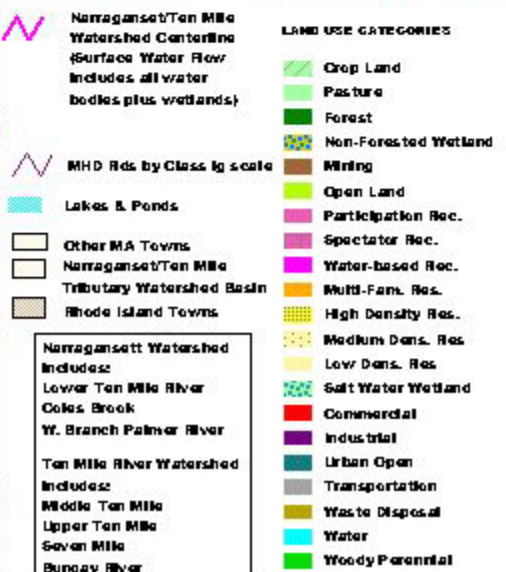 Narraganset/Ten Mile
Watershed Centerline
(Surface Water Flow
includes all water
bodies plus wetlands)
MHD Rds by Class lg scale
Lakes & Ponds
Other MA Towns
Narraganset/Ten Mile
Tributary Watershed Basin
Rhode Island Towns
Narragansett Watershed
includes:
Lower Ten Mile River
Coles Brook
W. Branch Palmer River
Ten Mile River Watershed
includes:
Middle Ten Mile
Upper Ten Mile
Seven Mile
Bungay River
LAND USE CATEGORIES
Crop Land
Pasture
Forest
Non-Forested Wetland
Mining
Open Land
Participation Rec.
Spectator Rec.
Water-based Rec.
Multi-Fam. Res.
High Density Res.
Medium Dens. Res
Low Dens. Res
Salt Water Wetland
Commercial
Industrial
Urban Open
Transportation
Waste Disposal
Water
Woody Perennial